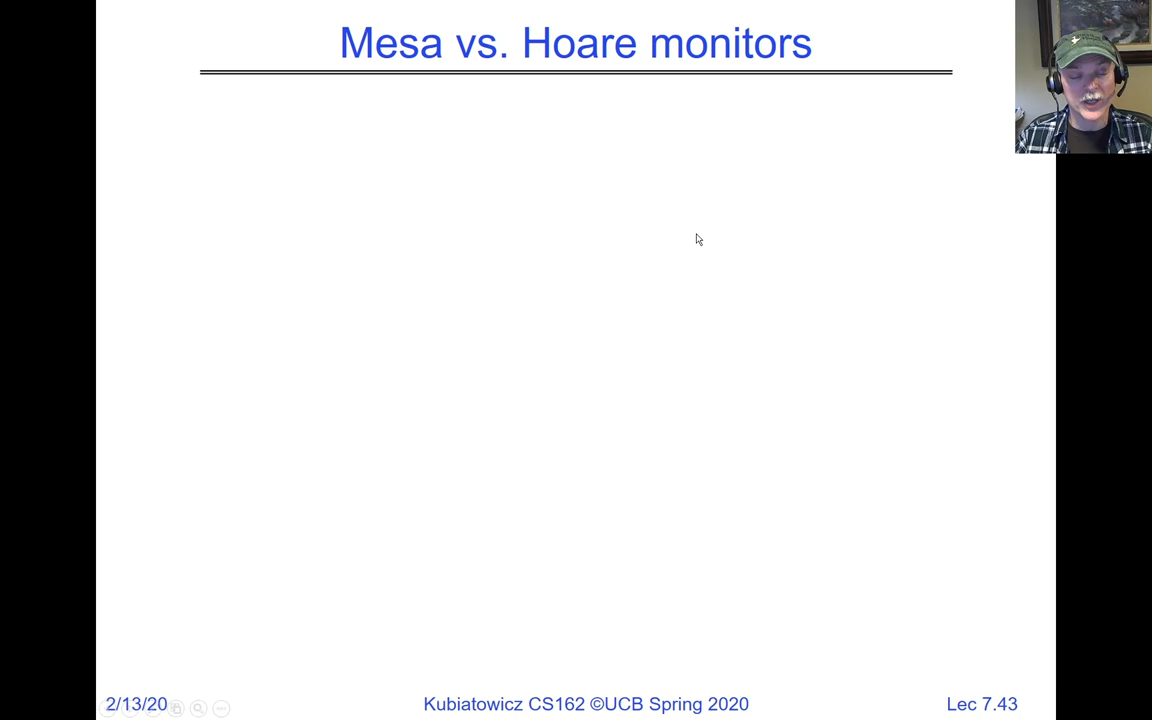 Mesa vs. Hoare monitors
2/13/20
Kubiatowicz CS162 ©UCB Spring 2020
Lec 7.43